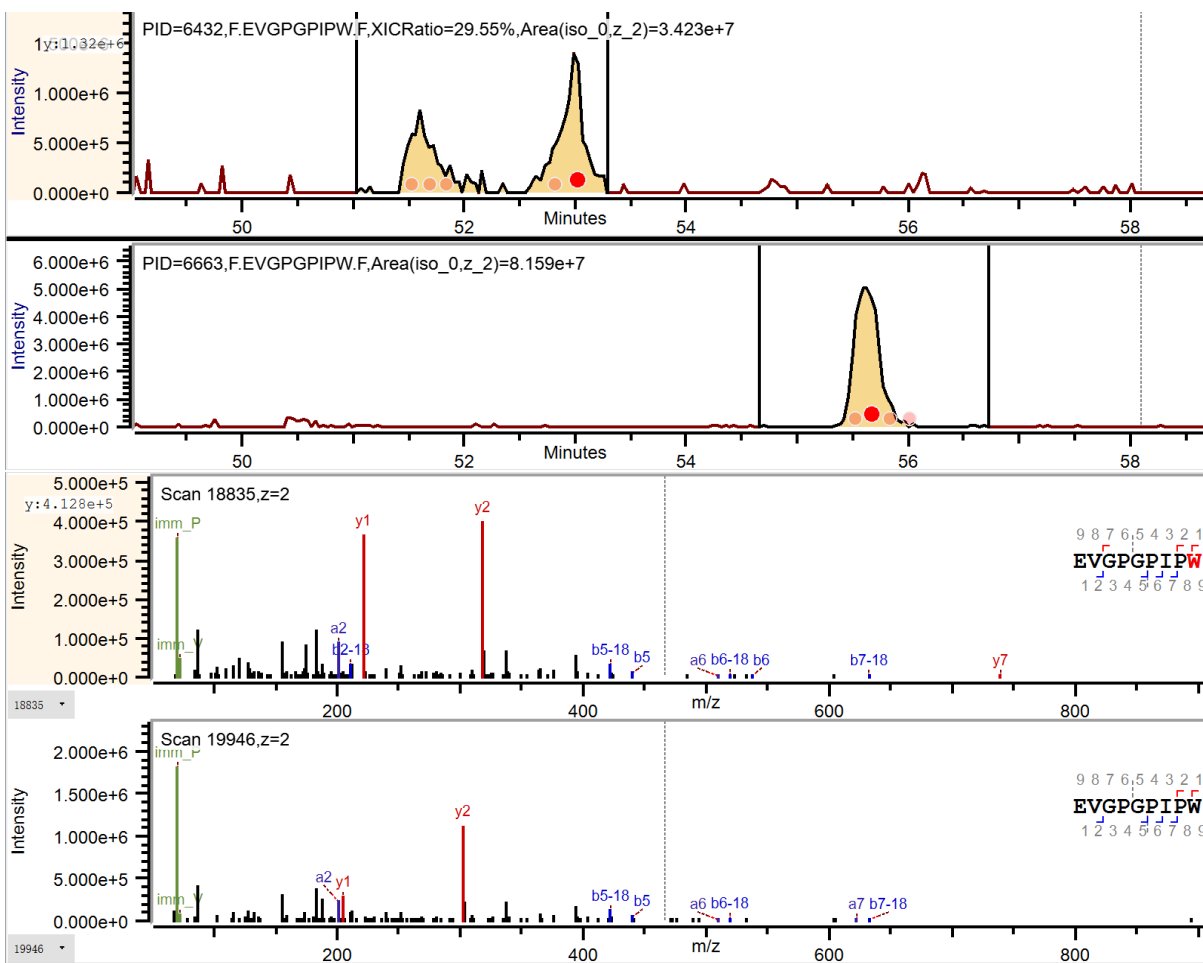 PID=6432,F.EVGPGPIPW.F,XICRatio=29.55%,Area(iso_0,z_2)=3.423e+7
y:1.32e+6
1.000e+6
5.000e+5
0.000e+0
Intensity
50 52 54 56 58
Minutes
PID=6663,F.EVGPGPIPW.F,Area(iso_0,z_2)=8.159e+7
6.000e+6
5.000e+6
4.000e+6
3.000e+6
2.000e+6
1.000e+6
0.000e+0
Intensity
50 52 54 56 58
Minutes
Scan 18835,z=2
5.000e+5
y:4.128e+5
4.000e+5
3.000e+5
2.000e+5
1.000e+5
0.000e+0
Intensity
imm_P
imm_V
a2
b2-18
y1
y2
b5-18
b5
a6
b6-18
b6
b7-18
y7
9 8 7 6 5 4 3 2 1
EVGPGPIPW
1 2 3 4 5 6 7 8 9
200 400 600 800
m/z
18835
Scan 19946,z=2
2.000e+6
1.500e+6
1.000e+6
5.000e+5
0.000e+0
Intensity
imm_P
imm_V
a2
y1
y2
b5-18
b5
a6
b6-18
a7
b7-18
9 8 7 6 5 4 3 2 1
EVGPGPIPW
1 2 3 4 5 6 7 8 9
200 400 600 800
m/z
19946